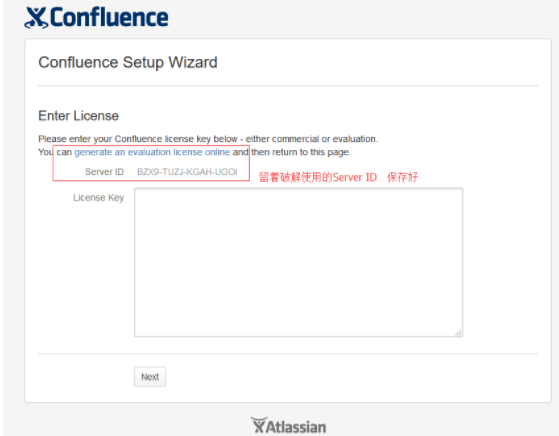 Confluence
Confluence Setup Wizard
Enter License
Please enter your Confluence license key below - either commercial or evaluation.
You can generate an evaluation license online and then return to this page.
Server ID BZX9-TUZJ-KGAH-UGOI 留着破解使用的Server ID 保存好
License Key
Next
Atlassian